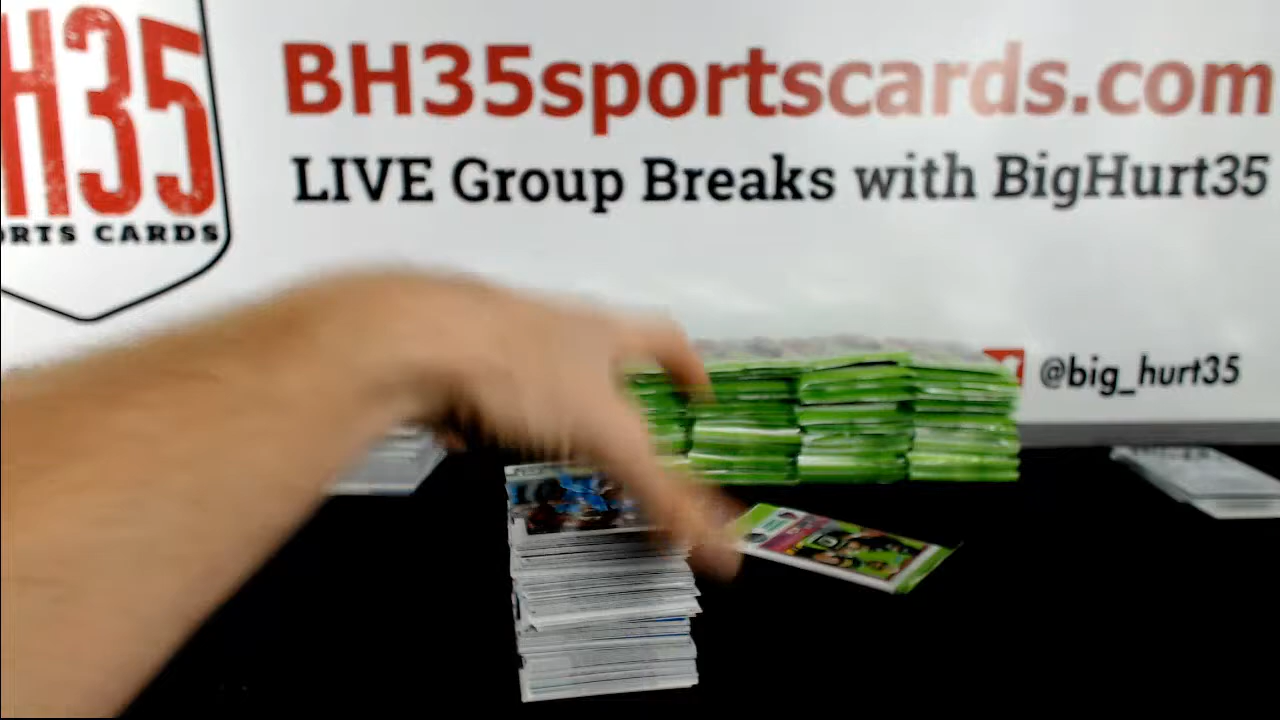 H35
RTS CARDS
BH35sportscards.com
LIVE Group Breaks with BigHurt35
@big_hurt35